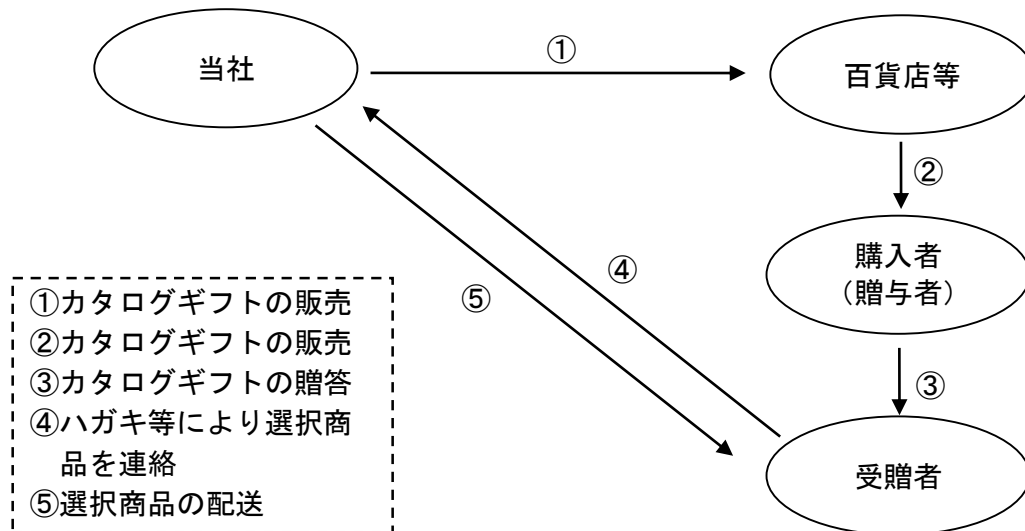 当社
①
百貨店等
②
購入者
（贈与者）
④
⑤
③
受贈者
①カタログギフトの販売
②カタログギフトの販売
③カタログギフトの贈答
④ハガキ等により選択商
品を連絡
⑤選択商品の配送